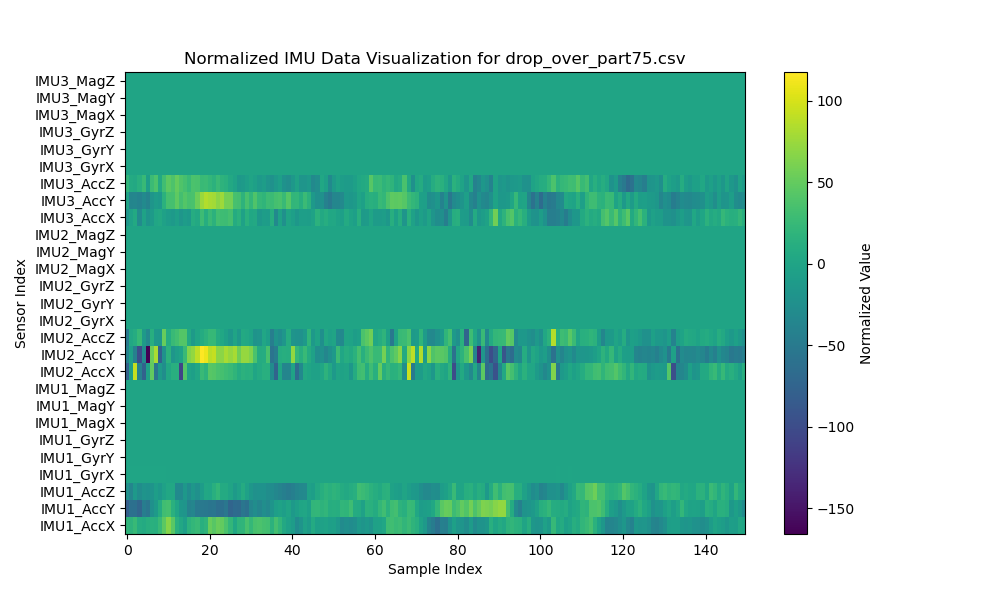 Normalized IMU Data Visualization for drop_over_part75.csv
IMU3_MagZ
IMU3_MagY
IMU3_MagX
IMU3_GyrZ
IMU3_GyrY
IMU3_GyrX
IMU3_AccZ
IMU3_AccY
IMU3_AccX
IMU2_MagZ
IMU2_MagY
IMU2_MagX
IMU2_GyrZ
IMU2_GyrY
IMU2_GyrX
IMU2_AccZ
IMU2_AccY
IMU2_AccX
IMU1_MagZ
IMU1_MagY
IMU1_MagX
IMU1_GyrZ
IMU1_GyrY
IMU1_GyrX
IMU1_AccZ
IMU1_AccY
IMU1_AccX
Sensor Index
0 20 40 60 80 100 120 140
Sample Index
100
50
0
−50
−100
−150
Normalized Value